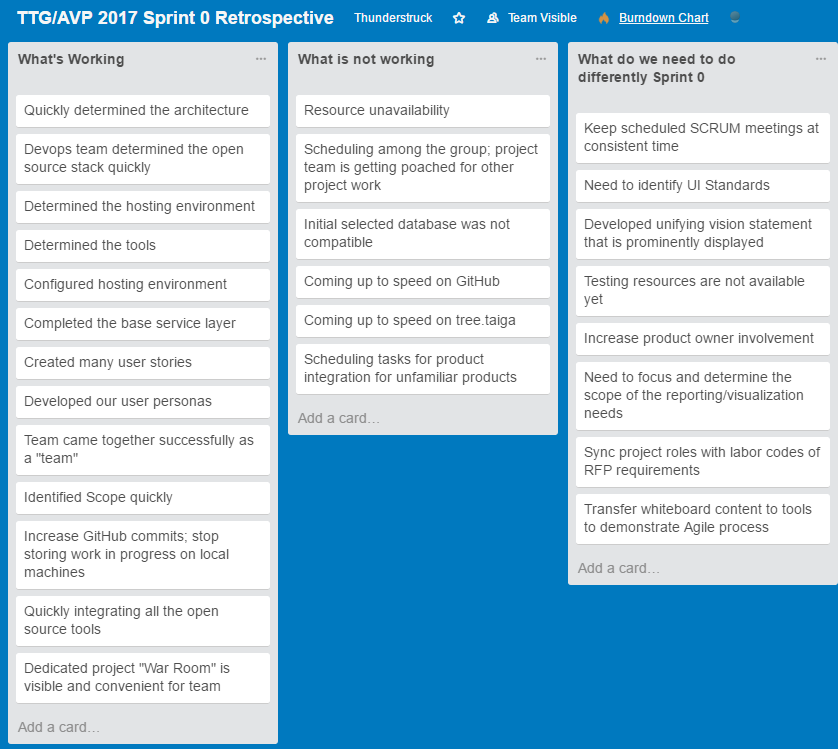 TTG/AVP 2017 Sprint 0 Retrospective Thunderstruck Team Visible Burndown Chart
What's Working
Quickly determined the architecture
Devops team determined the open
source stack quickly
Determined the hosting environment
Determined the tools
Configured hosting environment
Completed the base service layer
Created many user stories
Developed our user personas
Team came together successfully as
a "team"
Identified Scope quickly
Increase GitHub commits; stop
storing work in progress on local
machines
Quickly integrating all the open
source tools
Dedicated project "War Room" is
visible and convenient for team
Add a card…
What is not working
Resource unavailability
Scheduling among the group; project
team is getting poached for other
project work
Initial selected database was not
compatible
Coming up to speed on GitHub
Coming up to speed on tree.taiga
Scheduling tasks for product
integration for unfamiliar products
Add a card…
What do we need to do
differently Sprint 0
Keep scheduled SCRUM meetings at
consistent time
Need to identify UI Standards
Developed unifying vision statement
that is prominently displayed
Testing resources are not available
yet
Increase product owner involvement
Need to focus and determine the
scope of the reporting/visualization
needs
Sync project roles with labor codes of
RFP requirements
Transfer whiteboard content to tools
to demonstrate Agile process
Add a card…